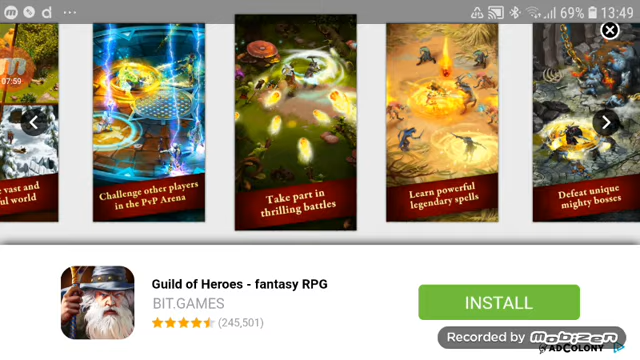 69% 13:49
07:59
e vast and
ful world
Challenge other players
in the PvP Arena
Take part in
thrilling battles
Learn powerful
legendary spells
Defeat unique
mighty bosses
Guild of Heroes - fantasy RPG
BIT.GAMES
(245,501)
INSTALL
Recorded by Mobizen
ADCOLONY